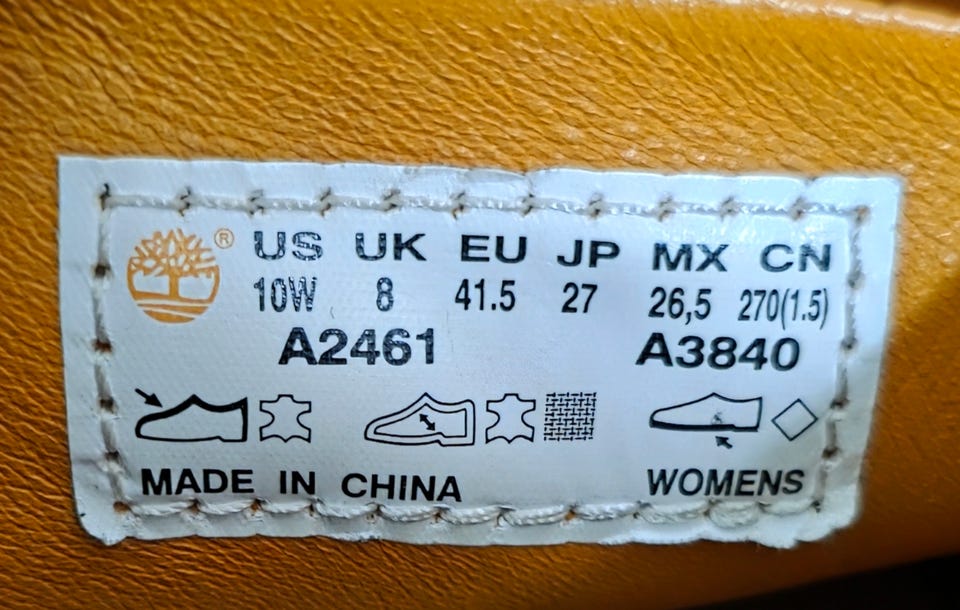 ® US UK EU JP MX CN
10W 8 41.5 27 26,5 270(1.5)
A2461 A3840
MADE IN CHINA WOMENS